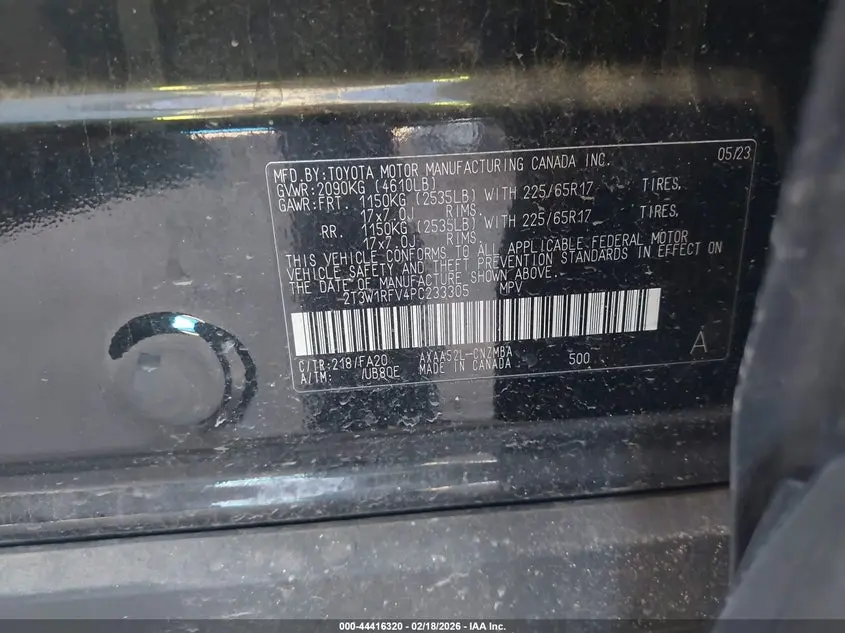 MFD.BY:TOYOTA MOTOR MANUFACTURING CANADA INC. 05/23
GVWR:2090KG (4610LB)
GAWR:FRT. 1150KG (2535LB) WITH 225/65R17 TIRES,
17x7.0J RIMS,
RR. 1150KG (2535LB) WITH 225/65R17 TIRES,
17x7.0J RIMS.
THIS VEHICLE CONFORMS TO ALL APPLICABLE FEDERAL MOTOR
VEHICLE SAFETY AND THEFT PREVENTION STANDARDS IN EFFECT ON
THE DATE OF MANUFACTURE SHOWN ABOVE.
2T3W1RFV4PC233305 MPV
C/TR:218/FA20 AXAA52L-CNZMBA 500 A
A/TM: /UB80E MADE IN CANADA
000-44416320 - 02/18/2026 - IAA Inc.